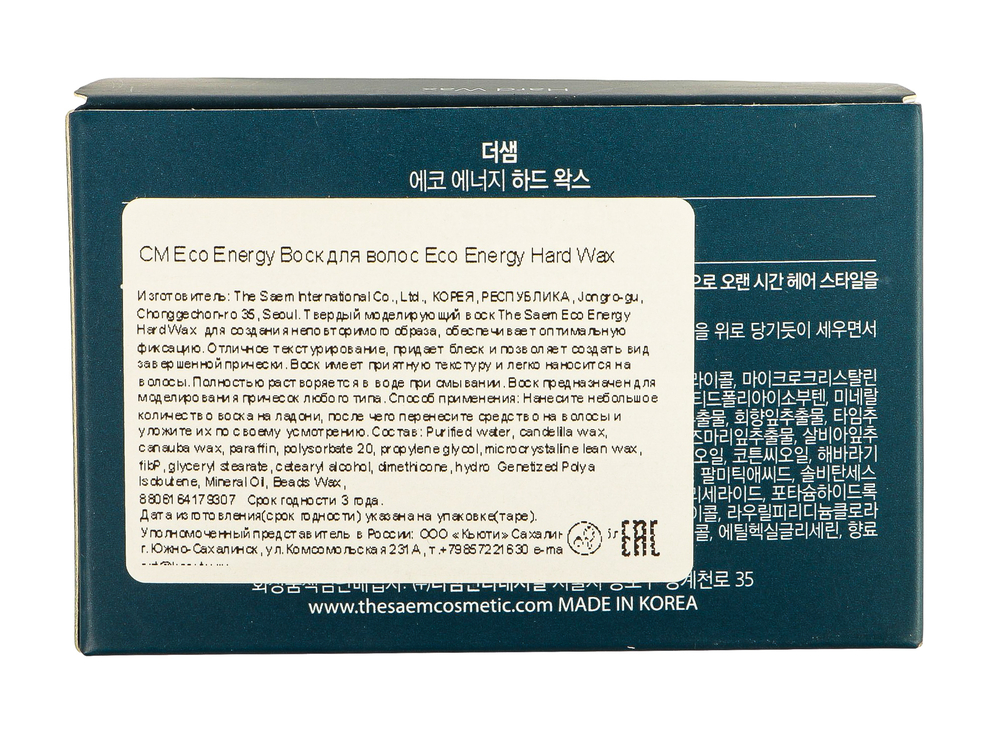 Hard Wax
더샘
에코 에너지 하드 왁스
СМ Eco Energy Воск для волос Eco Energy Hard Wax
Изготовитель: The Saem International Co., Ltd., КОРЕЯ, РЕСПУБЛИКА, Jongro-gu,
Chonggechon-ro 35, Seoul. Твердый моделирующий воск The Saem Eco Energy
Hard Wax для создания неповторимого образа, обеспечивает оптимальную
фиксацию. Отличное текстурирование, придает блеск и позволяет создать вид
завершенной прически. Воск имеет приятную текстуру и легко наносится на
волосы. Полностью растворяется в воде при смывании. Воск предназначен для
моделирования причесок любого типа. Способ применения: Нанесите небольшое
количество воска на ладони, после чего перенесите средство на волосы и
уложите их по своему усмотрению. Состав: Purified water, candelilla wax,
canauba wax, paraffin, polysorbate 20, propylene glycol, microcrystalline lean wax,
fibP, glyceryl stearate, cetearyl alcohol, dimethicone, hydro Genetized Polya
Isobutene, Mineral Oil, Beads Wax,
8806164179307 Срок годности 3 года.
Дата изготовления(срок годности) указана на упаковке(таре).
Уполномоченный представитель в России: ООО «Кьюти» Сахалин
г. Южно-Сахалинск, ул. Комсомольская 231А, т.+79857221630 e-ma
EAC
으로 오랜 시간 헤어 스타일을
을 위로 당기듯이 세우면서
라이콜, 마이크로크리스탈린
티드폴리아이소부텐, 미네랄
추출물, 회향잎추출물, 타임추
즈마리잎추출물, 살비아잎추
오일, 코튼씨오일, 해바라기
팔미틱애씨드, 솔비탄세스
리세라이드, 포타슘하이드록
이콜, 라우릴피리디늄클로라
콜, 에틸헥실글리세린, 향료
청계천로 35
www.thesaemcosmetic.com MADE IN KOREA